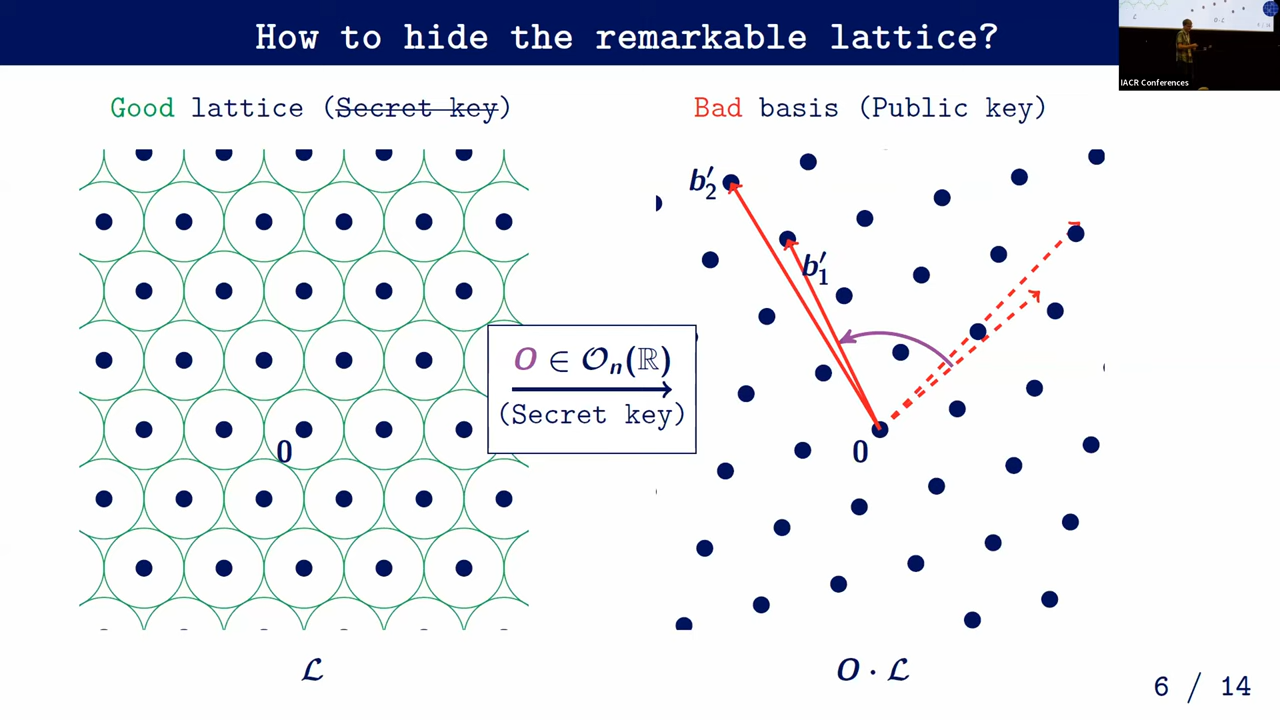 How to hide the remarkable lattice?
IACR Conferences
Good lattice (Secret key)
Bad basis (Public key)
b′₂
b′₁
O ∈ 𝒪ₙ(ℝ)
(Secret key)
0
0
ℒ
O · ℒ
6 / 14